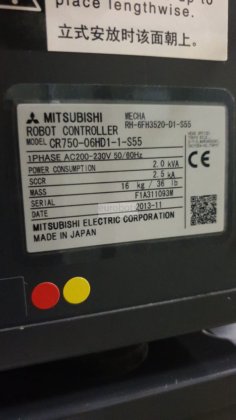 place lengthwise.
立式安放时该面朝上.
MITSUBISHI
ROBOT CONTROLLER
MECHA
RH-6FH3520-D1-S55
MODEL CR750-06HD1-1-S55
1PHASE AC200-230V 50/60Hz
POWER CONSUMPTION 2.0 kVA
SCCR 2.5 kA
MASS 16 kg / 36 lb
SERIAL F1A311093M
DATE 2013-11
MITSUBISHI ELECTRIC CORPORATION
MADE IN JAPAN
CE